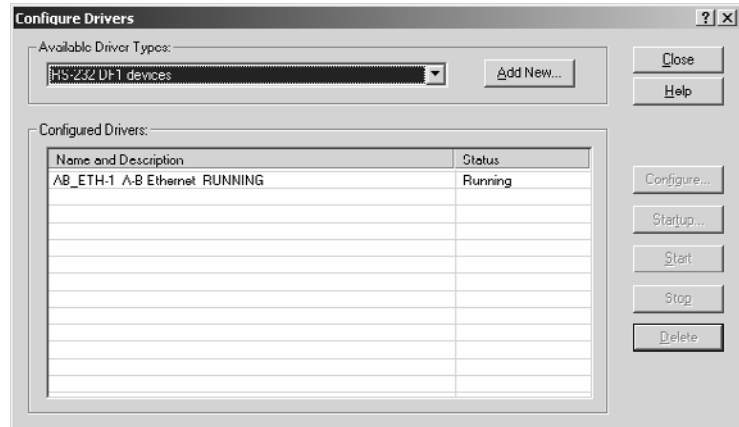 Configure Drivers
Available Driver Types:
RS-232 DF1 devices
Add New...
Close
Help
Configured Drivers:
Name and Description Status
AB_ETH-1 A-B Ethernet RUNNING Running
Configure...
Startup...
Start
Stop
Delete